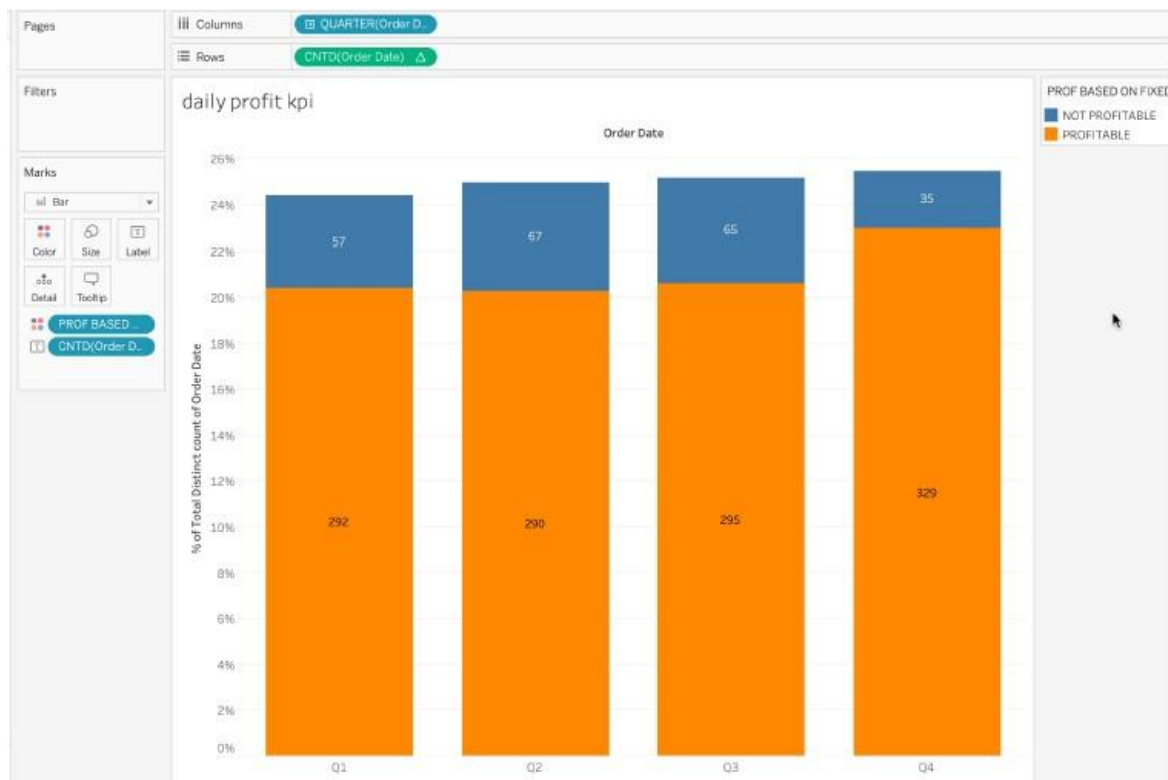 Pages
Columns
QUARTER(Order D..
Rows
CNTD(Order Date) Δ
Filters
Marks
Bar
Color
Size
Label
Detail
Tooltip
PROF BASED ..
CNTD(Order D..
daily profit kpi
Order Date
% of Total Distinct count of Order Date
26%
24%
22%
20%
18%
16%
14%
12%
10%
8%
6%
4%
2%
0%
57
67
65
35
292
290
295
329
Q1
Q2
Q3
Q4
PROF BASED ON FIXED
NOT PROFITABLE
PROFITABLE